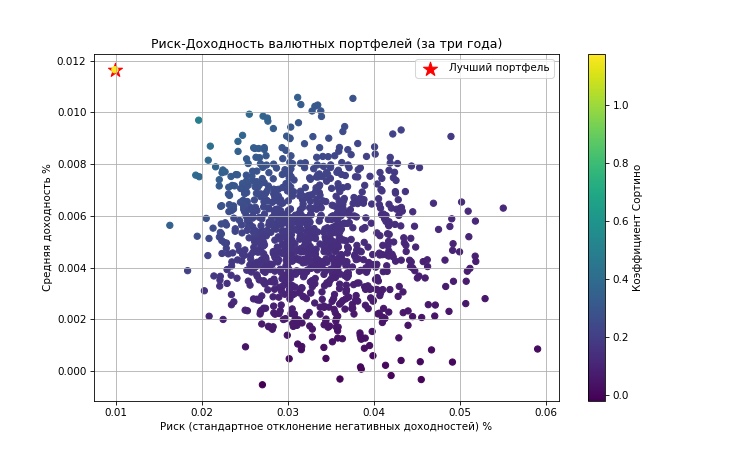 Риск-Доходность валютных портфелей (за три года)
Лучший портфель
Средняя доходность %
0.012
0.010
0.008
0.006
0.004
0.002
0.000
0.01 0.02 0.03 0.04 0.05 0.06
Риск (стандартное отклонение негативных доходностей) %
1.0
0.8
0.6
0.4
0.2
0.0
Коэффициент Сортино